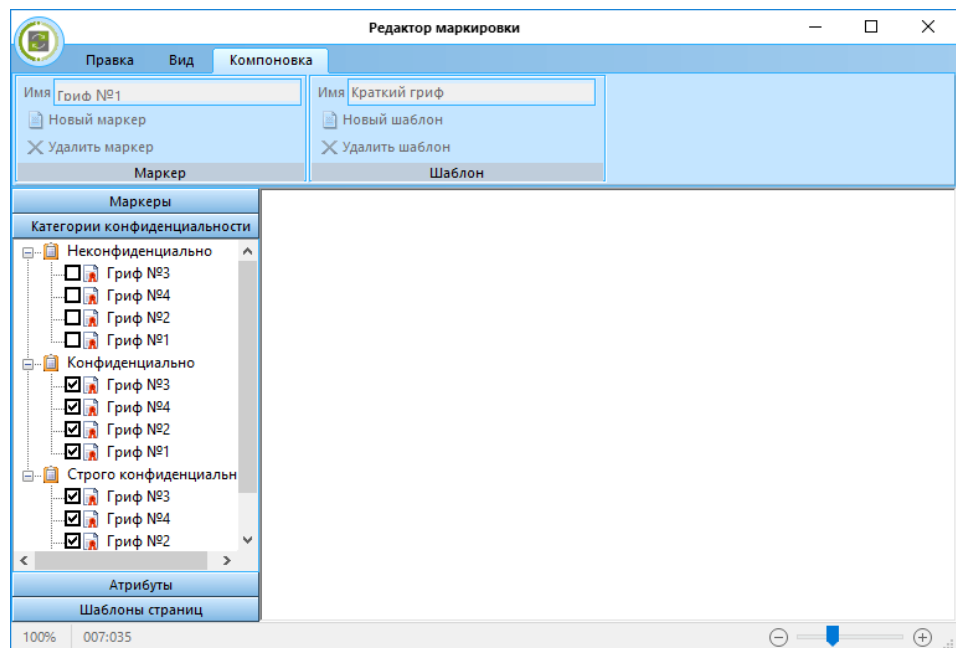 Редактор маркировки
Правка Вид Компоновка
Имя Гриф №1
Новый маркер
Удалить маркер
Маркер
Имя Краткий гриф
Новый шаблон
Удалить шаблон
Шаблон
Маркеры
Категории конфиденциальности
Неконфиденциально
Гриф №3
Гриф №4
Гриф №2
Гриф №1
Конфиденциально
Гриф №3
Гриф №4
Гриф №2
Гриф №1
Строго конфиденциальн
Гриф №3
Гриф №4
Гриф №2
Атрибуты
Шаблоны страниц
100% 007:035